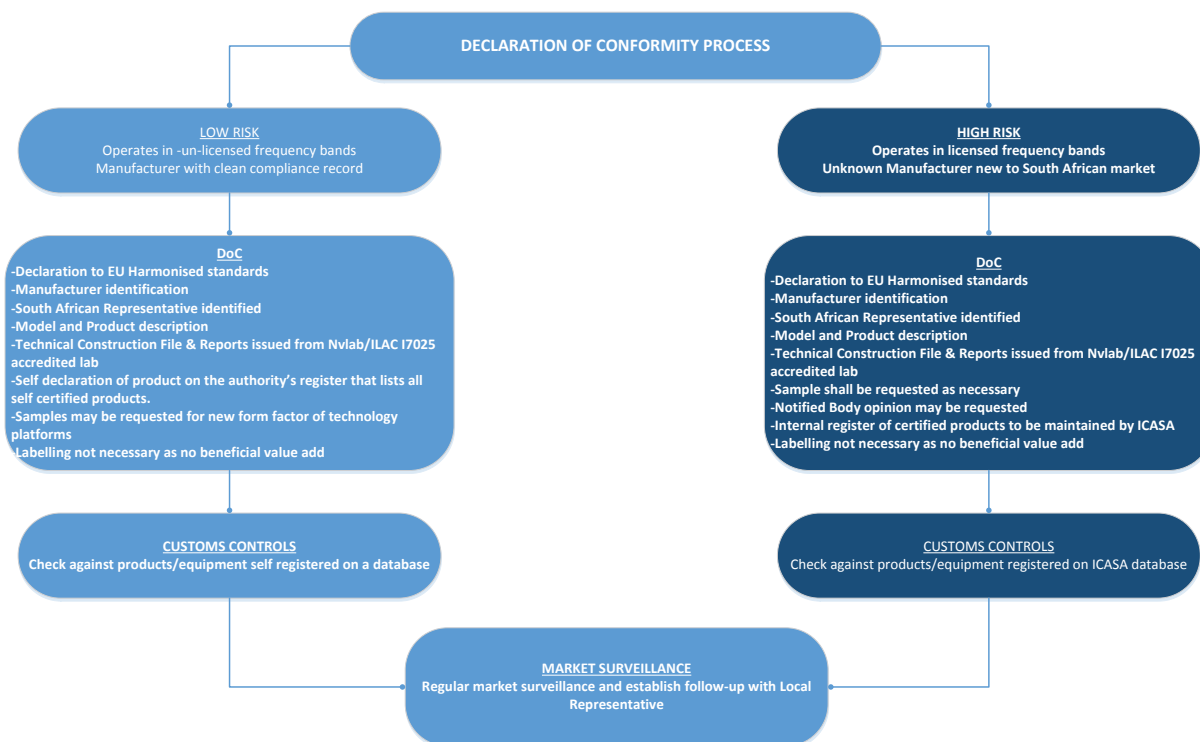 DECLARATION OF CONFORMITY PROCESS
LOW RISK
Operates in -un-licensed frequency bands
Manufacturer with clean compliance record
HIGH RISK
Operates in licensed frequency bands
Unknown Manufacturer new to South African market
DoC
-Declaration to EU Harmonised standards
-Manufacturer identification
-South African Representative identified
-Model and Product description
-Technical Construction File & Reports issued from Nvlab/ILAC I7025
accredited lab
-Self declaration of product on the authority's register that lists all
self certified products.
-Samples may be requested for new form factor of technology
platforms
-Labelling not necessary as no beneficial value add
DoC
-Declaration to EU Harmonised standards
-Manufacturer identification
-South African Representative identified
-Model and Product description
-Technical Construction File & Reports issued from Nvlab/ILAC I7025
accredited lab
-Sample shall be requested as necessary
-Notified Body opinion may be requested
-Internal register of certified products to be maintained by ICASA
-Labelling not necessary as no beneficial value add
CUSTOMS CONTROLS
Check against products/equipment self registered on a database
CUSTOMS CONTROLS
Check against products/equipment registered on ICASA database
MARKET SURVEILLANCE
Regular market surveillance and establish follow-up with Local
Representative